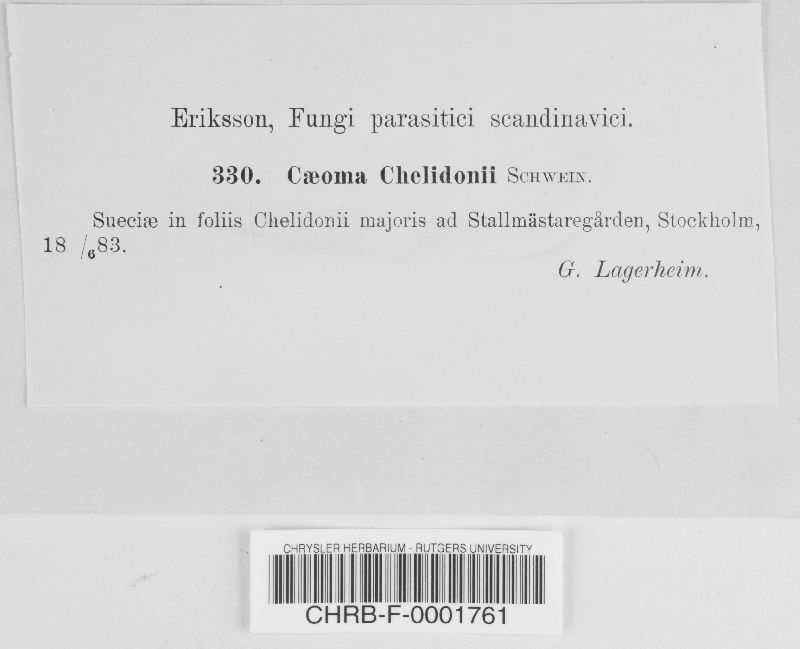 Eriksson, Fungi parasitici scandinavici.
330. Cæoma Chelidonii Schwein.
Sueciæ in foliis Chelidonii majoris ad Stallmästaregården, Stockholm,
18 /683.
G. Lagerheim.
CHRYSLER HERBARIUM - RUTGERS UNIVERSITY
CHRB-F-0001761